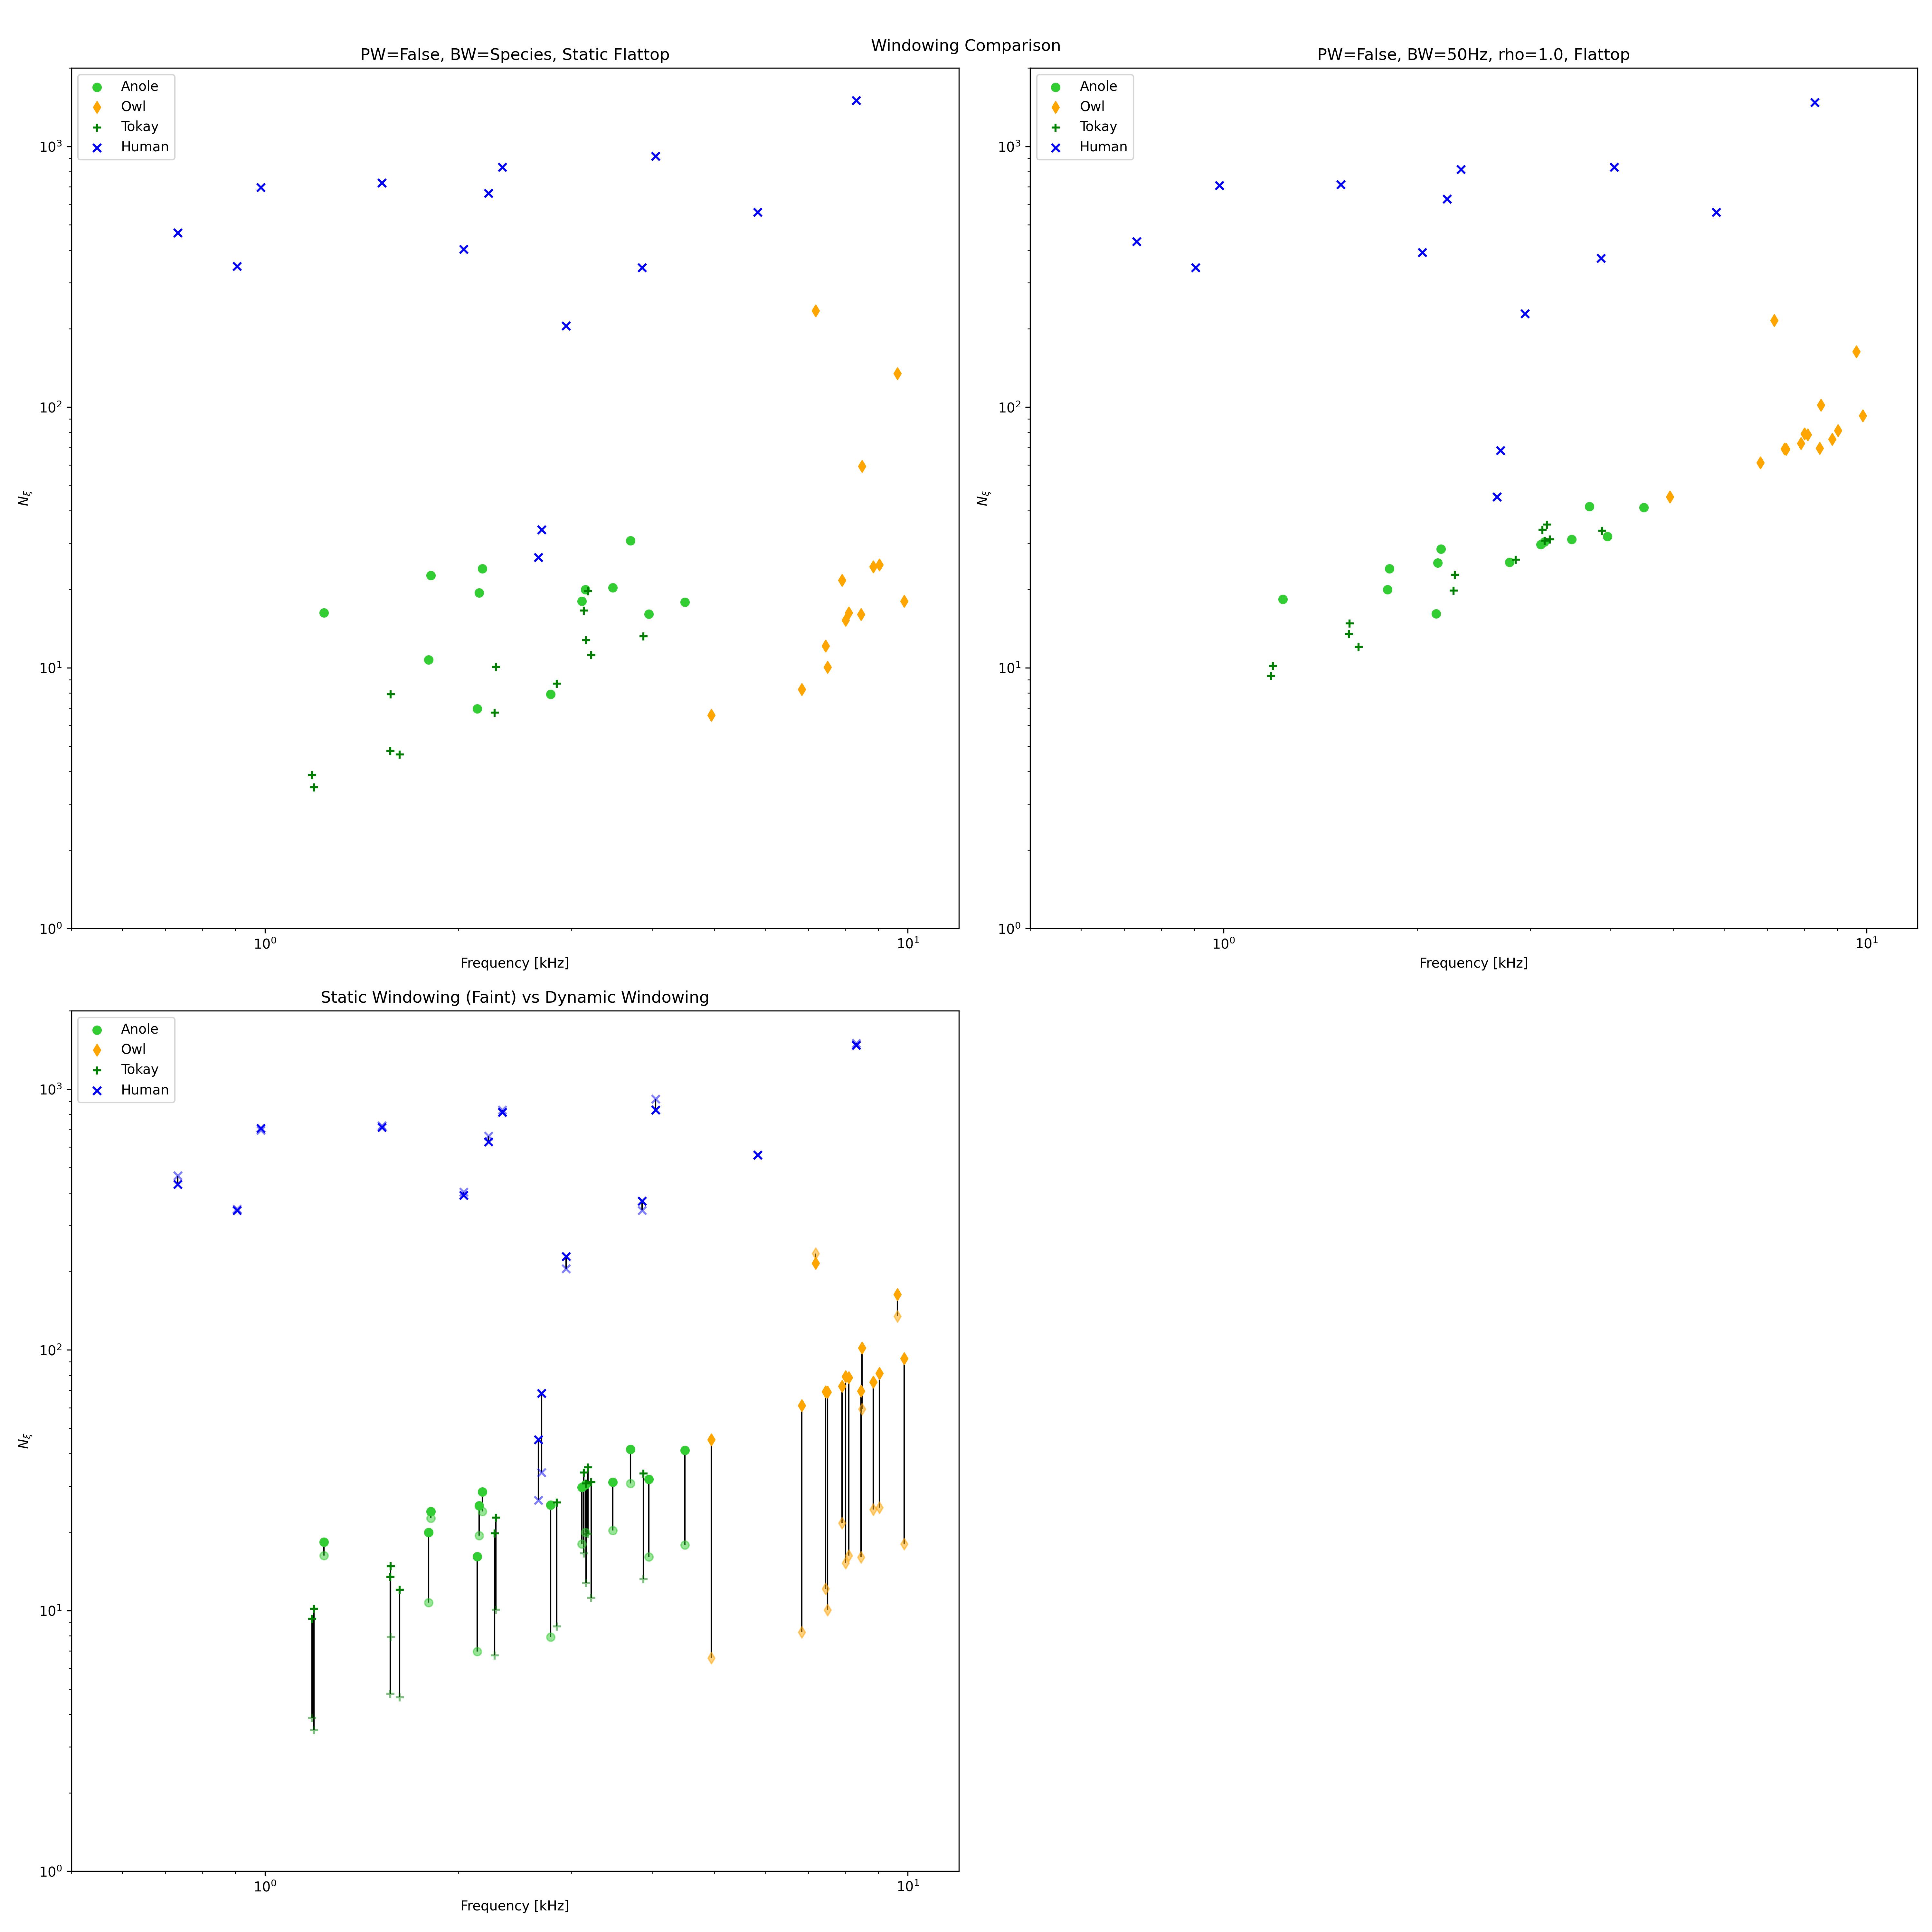 Windowing Comparison
PW=False, BW=Species, Static Flattop
Anole
Owl
Tokay
Human
10³
10²
10¹
10⁰
N_ξ
10⁰
10¹
Frequency [kHz]
PW=False, BW=50Hz, rho=1.0, Flattop
Anole
Owl
Tokay
Human
10³
10²
10¹
10⁰
N_ξ
10⁰
10¹
Frequency [kHz]
Static Windowing (Faint) vs Dynamic Windowing
Anole
Owl
Tokay
Human
10³
10²
10¹
10⁰
N_ξ
10⁰
10¹
Frequency [kHz]